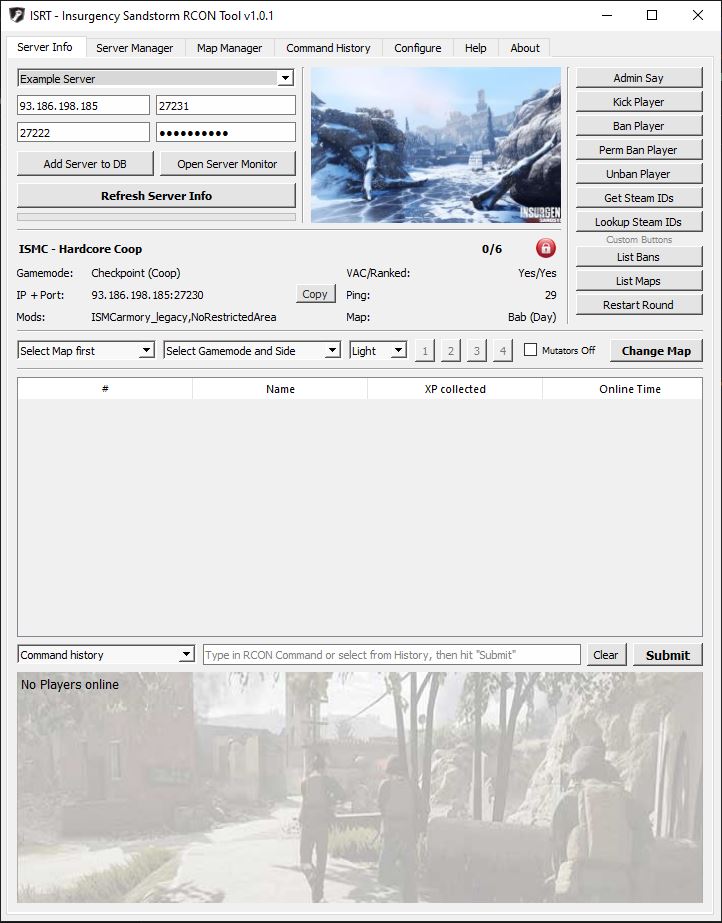 ISRT - Insurgency Sandstorm RCON Tool v1.0.1
Server Info Server Manager Map Manager Command History Configure Help About
Example Server
93.186.198.185 27231
27222 ●●●●●●●●●●
Add Server to DB Open Server Monitor
Refresh Server Info
INSURGEN
SANDSTO
Admin Say
Kick Player
Ban Player
Perm Ban Player
Unban Player
Get Steam IDs
Lookup Steam IDs
Custom Buttons
List Bans
List Maps
Restart Round
ISMC - Hardcore Coop 0/6
Gamemode: Checkpoint (Coop) VAC/Ranked: Yes/Yes
IP +Port: 93.186.198.185:27230 Copy Ping: 29
Mods: ISMCarmory_legacy,NoRestrictedArea Map: Bab (Day)
Select Map first Select Gamemode and Side Light 1 2 3 4 Mutators Off Change Map
# Name XP collected Online Time
Command history Type in RCON Command or select from History, then hit "Submit" Clear Submit
No Players online